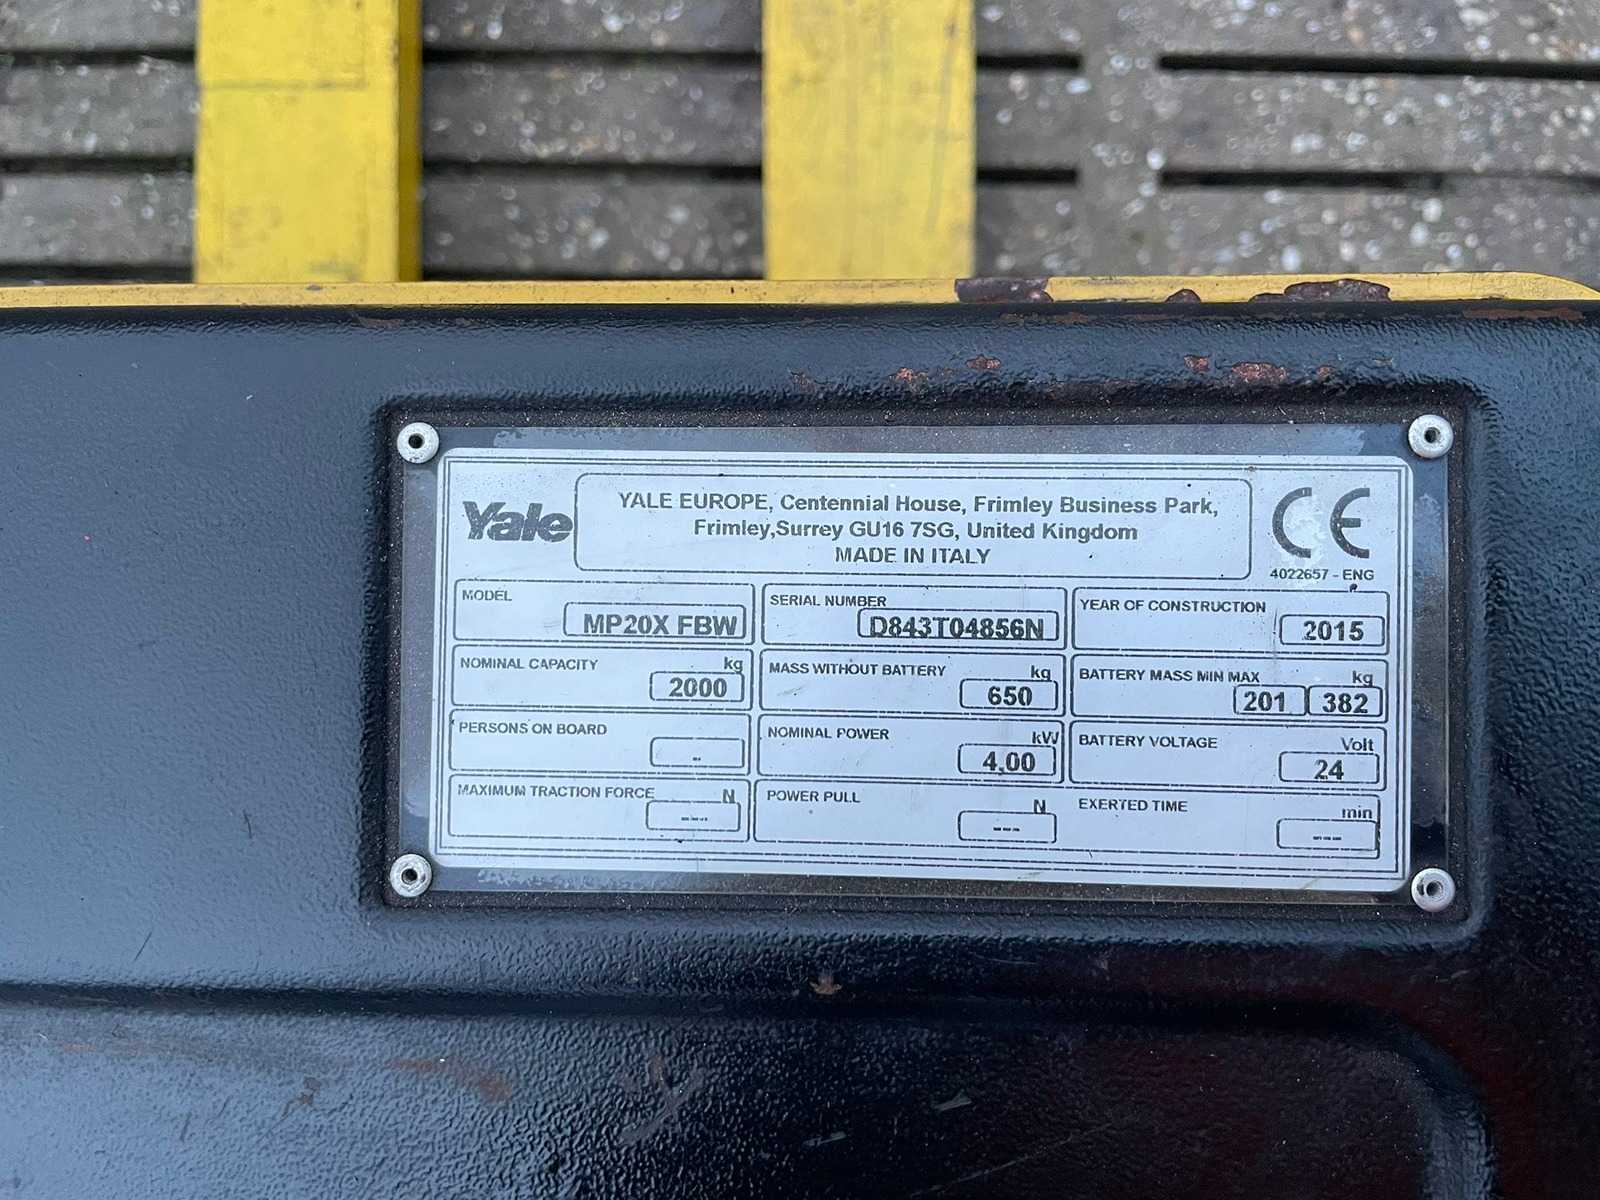 Yale
YALE EUROPE, Centennial House, Frimley Business Park,
Frimley,Surrey GU16 7SG, United Kingdom
MADE IN ITALY
CE
4022657 - ENG
MODEL
MP20X FBW
SERIAL NUMBER
D843T04856N
YEAR OF CONSTRUCTION
2015
NOMINAL CAPACITY kg
2000
MASS WITHOUT BATTERY kg
650
BATTERY MASS MIN MAX kg
201 382
PERSONS ON BOARD
--
NOMINAL POWER kW
4,00
BATTERY VOLTAGE Volt
24
MAXIMUM TRACTION FORCE N
----
POWER PULL N
---
EXERTED TIME min
---